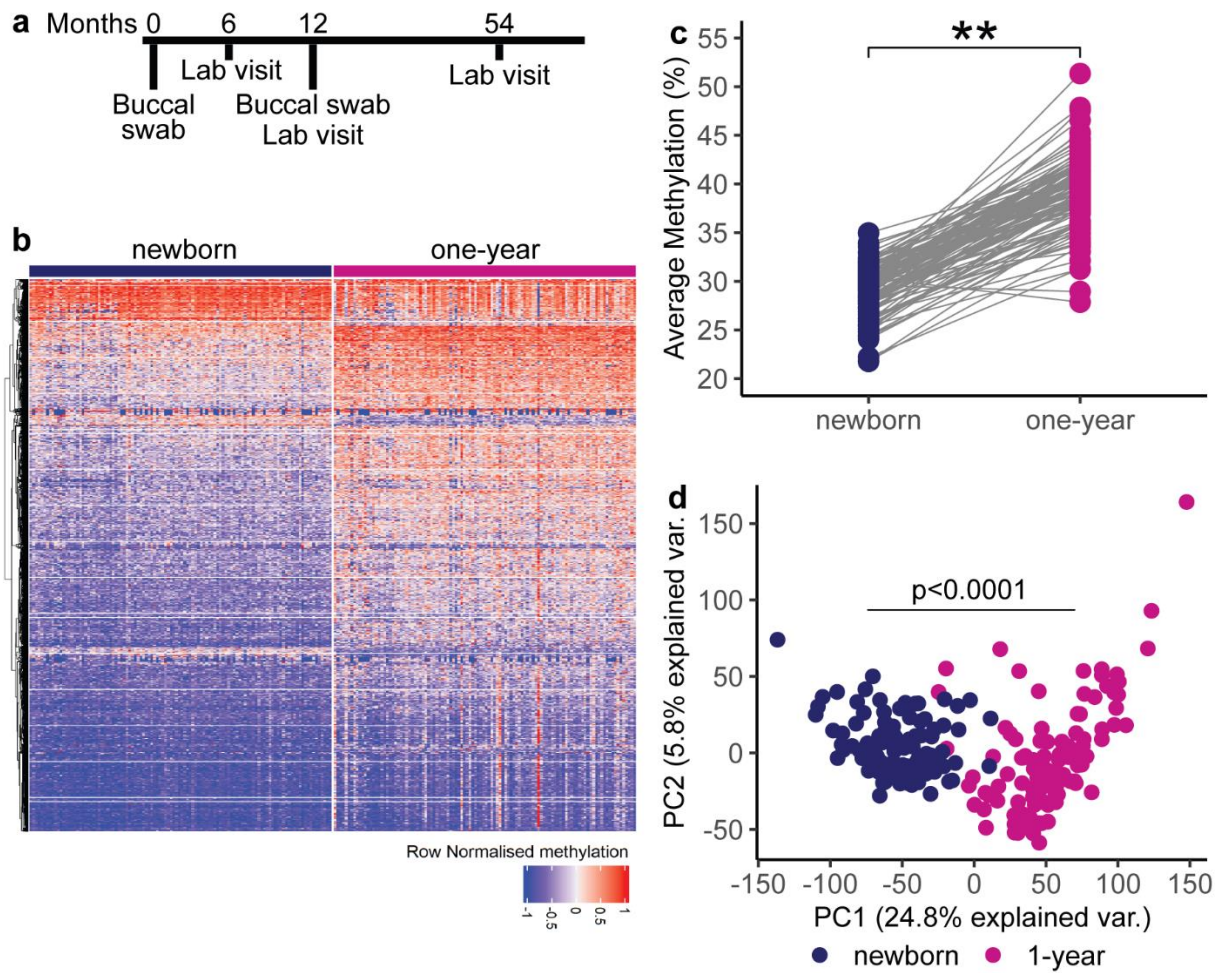 a
Months 0 6 12 54
Lab visit
Lab visit
Buccal
swab
Buccal swab
Lab visit
b
newborn one-year
Row Normalised methylation
-1 -0.5 0 0.5 1
c
**
Average Methylation (%)
55
50
45
40
35
30
25
20
newborn one-year
d
p<0.0001
PC2 (5.8% explained var.)
150
100
50
0
-50
-150 -100 -50 0 50 100 150
PC1 (24.8% explained var.)
newborn 1-year